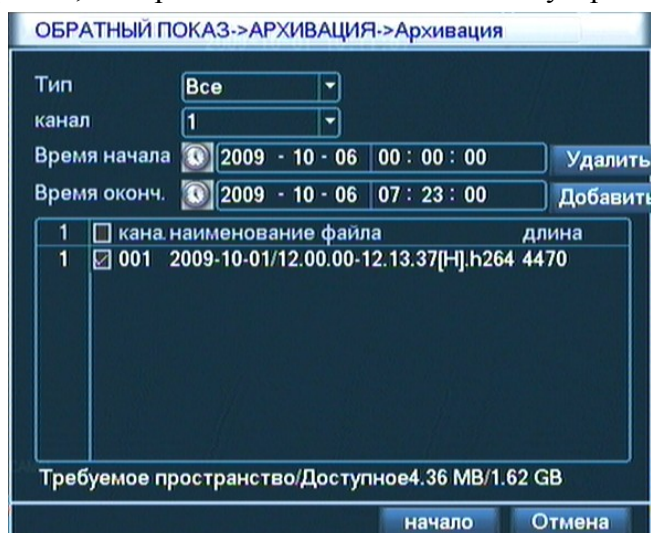 ОБРАТНЫЙ ПОКАЗ->АРХИВАЦИЯ->Архивация
Тип Все
канал 1
Время начала 2009 - 10 - 06 00 : 00 : 00 Удалить
Время оконч. 2009 - 10 - 06 07 : 23 : 00 Добавить
1 кана. наименование файла длина
1 001 2009-10-01/12.00.00-12.13.37[H].h264 4470
Требуемое пространство/Доступное4.36 MB/1.62 GB
начало Отмена